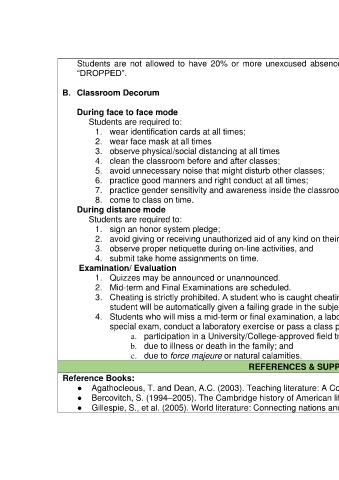 Students are not allowed to have 20% or more unexcused
"DROPPED".
B. Classroom Decorum
During face to face mode
Students are required to:
1. wear identification cards at all times;
2. wear face mask at all times
3 observe physical/social distancing at all times
4. clean the classroom before and after classes;
5. avoid unnecessary noise that might disturb other classes;
6. practice good manners and right conduct at all times;
7. practice gender sensitivity and awareness inside the
8. come to class on time.
During distance mode
Students are required to:
1. sign an honor system pledge;
2. avoid giving or receiving unauthorized aid of any kind on their
3. observe proper netiquette during on-line activities, and
4. submit take home assignments on time.
Examination/ Evaluation
1. Quizzes may be announced or unannounced.
2. Mid-term and Final Examinations are scheduled.
3. Cheating is strictly prohibited. A student who is caught
student will be automatically given a failing grade in the
4. Students who will miss a mid-term or final examination, a
special exam, conduct a laboratory exercise or pass a class
a. participation in a University/College-approved field
b. due to illness or death in the family; and
c. due to force majeure or natural calamities.
REFERENCES &
Reference Books:
● Agathocleous, T. and Dean, A.C. (2003). Teaching literature: A
● Bercovitch, S. (1994–2005). The Cambridge history of American
● Gillespie, S., et al. (2005). World literature: Connecting nations